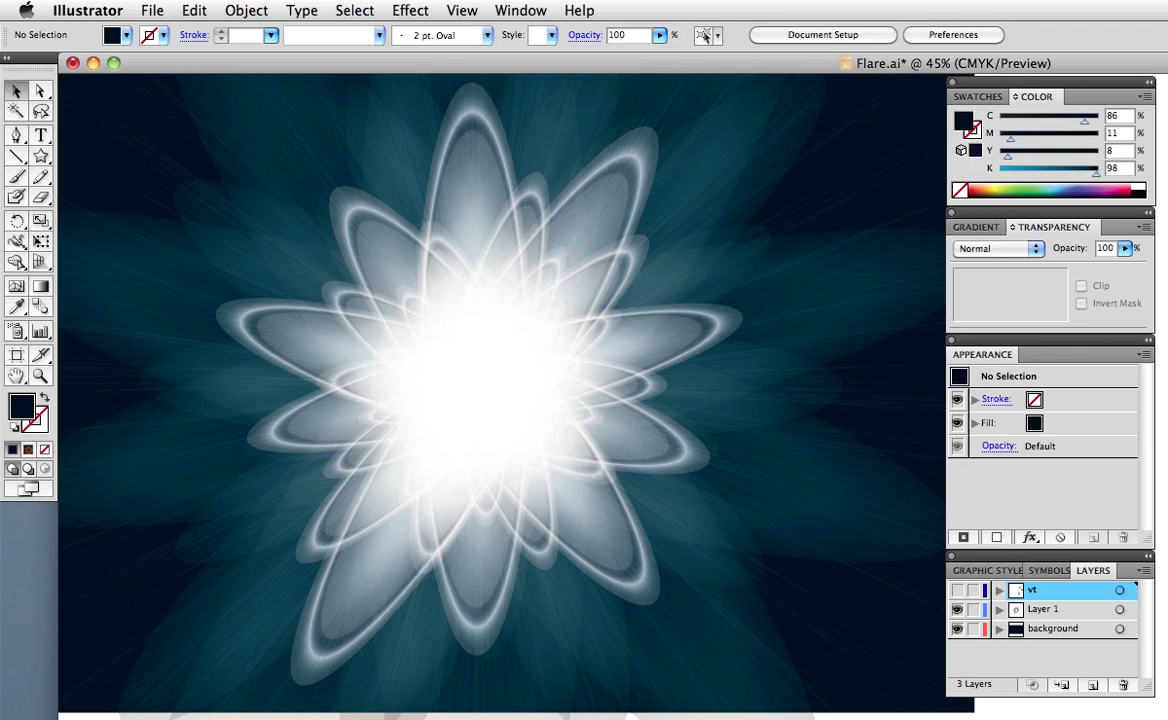 Illustrator File Edit Object Type Select Effect View Window Help
No Selection Stroke: 2 pt. Oval Style: Opacity: 100 % Document Setup Preferences
Flare.ai* @ 45% (CMYK/Preview)
SWATCHES COLOR
C 86 %
M 11 %
Y 8 %
K 98 %
GRADIENT TRANSPARENCY
Normal Opacity: 100 %
Clip
Invert Mask
APPEARANCE
No Selection
Stroke:
Fill:
Opacity: Default
fx
GRAPHIC STYLE SYMBOLS LAYERS
vt
Layer 1
background
3 Layers
T